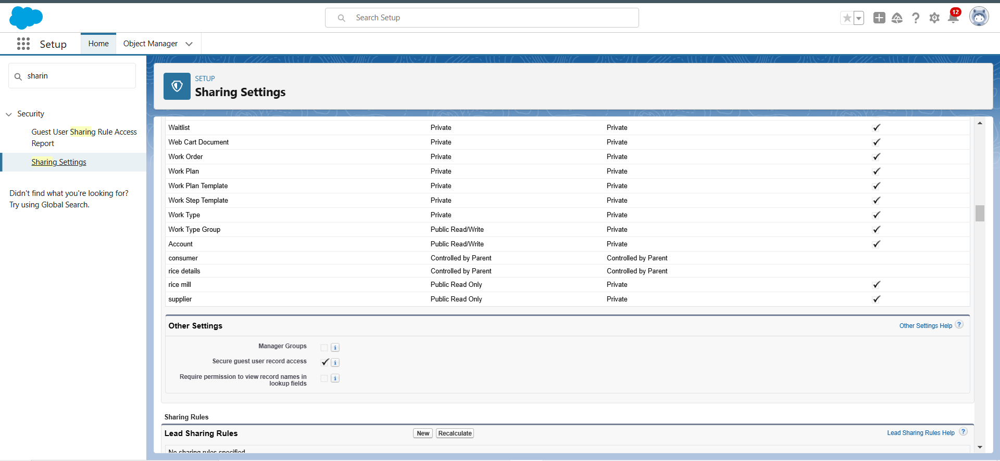 Search Setup
12
Setup
Home
Object Manager
sharin
Security
Guest User Sharing Rule Access
Report
Sharing Settings
Didn't find what you're looking for?
Try using Global Search.
SETUP
Sharing Settings
Waitlist Private Private
Web Cart Document Private Private
Work Order Private Private
Work Plan Private Private
Work Plan Template Private Private
Work Step Template Private Private
Work Type Private Private
Work Type Group Public Read/Write Private
Account Public Read/Write Private
consumer Controlled by Parent Controlled by Parent
rice details Controlled by Parent Controlled by Parent
rice mill Public Read Only Private
supplier Public Read Only Private
Other Settings
Other Settings Help ?
Manager Groups i
Secure guest user record access i
Require permission to view record names in
lookup fields i
Sharing Rules
Lead Sharing Rules
New
Recalculate
Lead Sharing Rules Help ?
No sharing rules specified